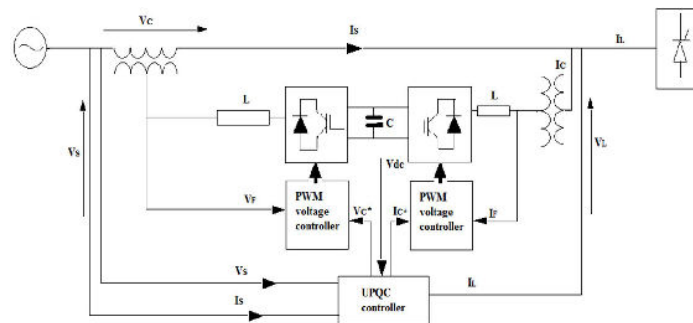 Vc
Is
IL
Ic
L
L
C
Vs
VL
Vdc
VF
PWM
voltage
controller
Vc*
Ic*
PWM
voltage
controller
IF
Vs
Is
UPQC
controller
IL